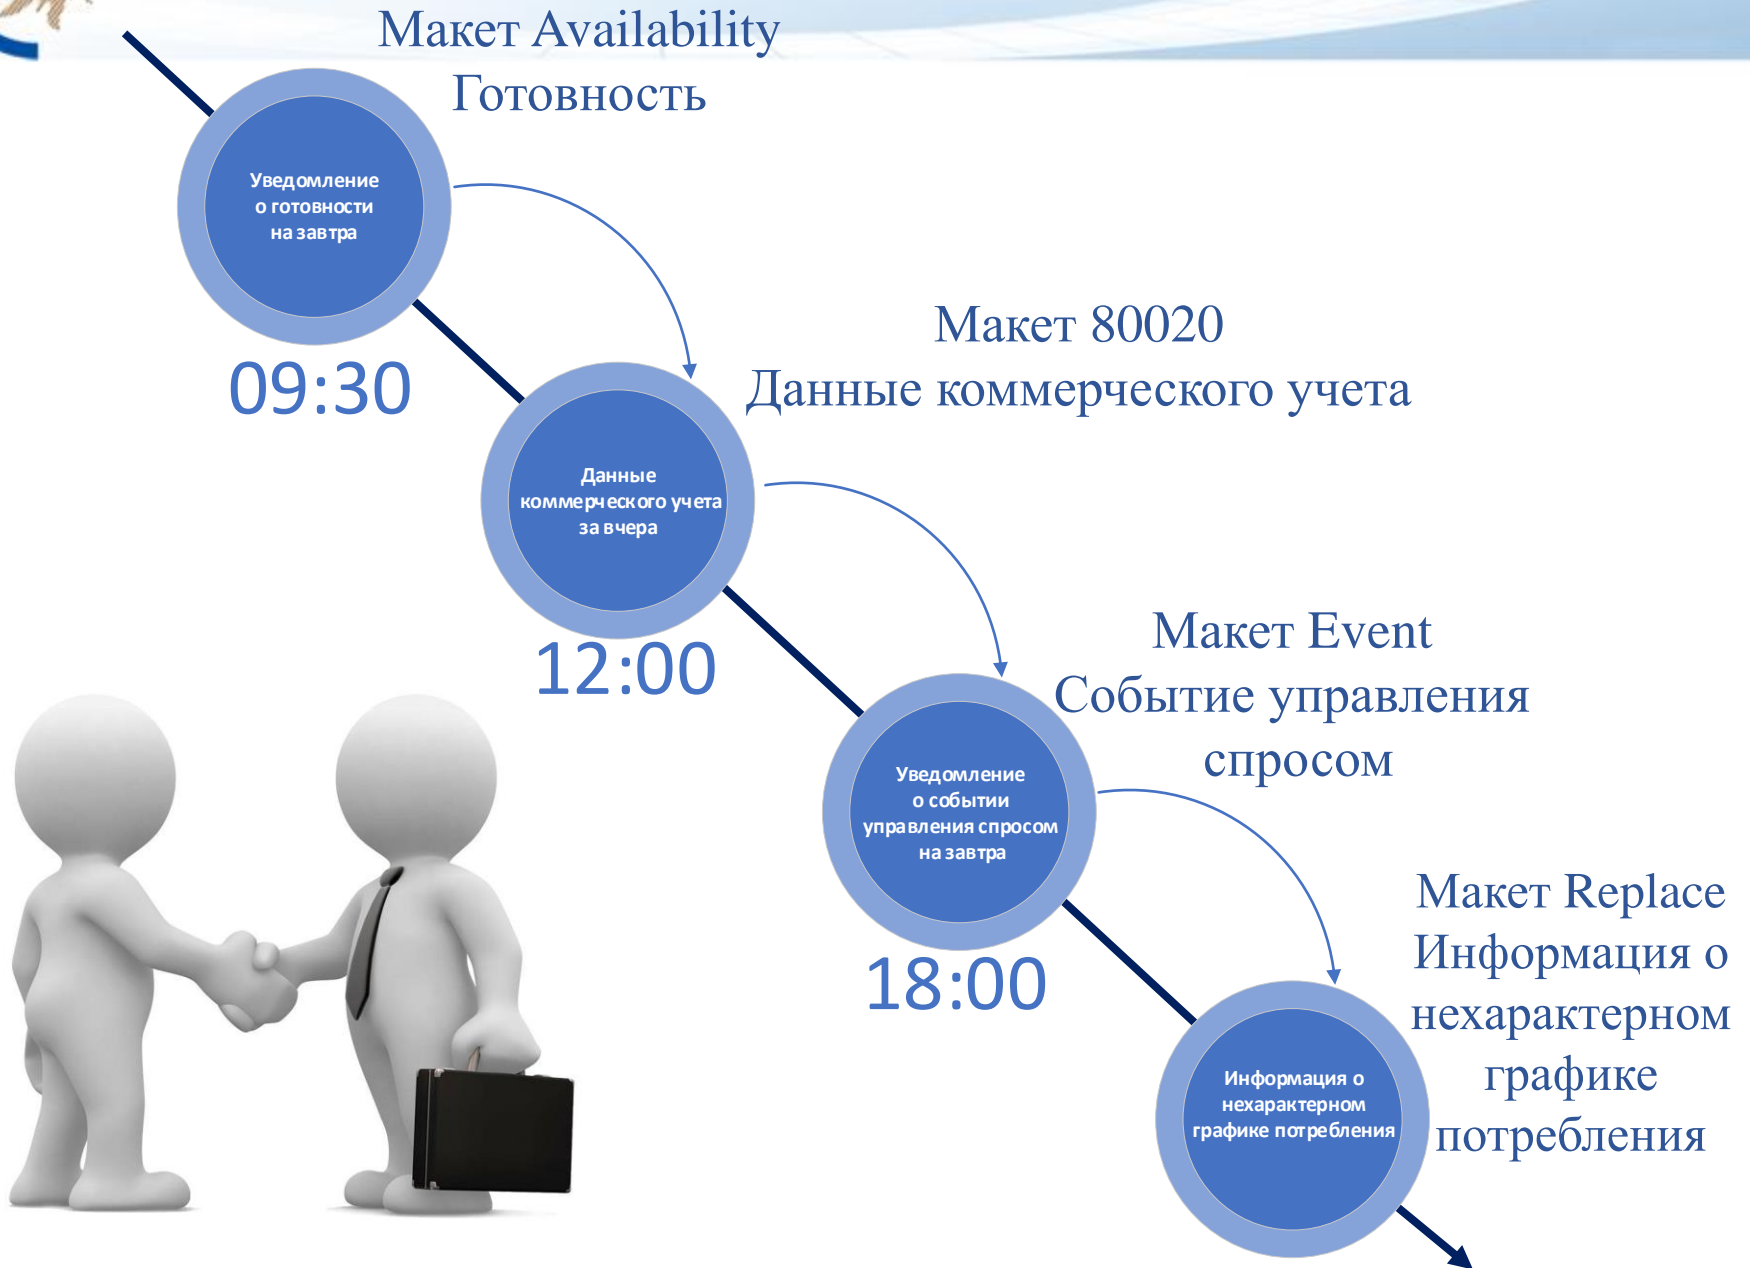 Макет Availability
Готовность
Уведомление
о готовности
на завтра
09:30
Макет 80020
Данные коммерческого учета
Данные
коммерческого учета
за вчера
12:00
Макет Event
Событие управления
спросом
Уведомление
о событии
управления спросом
на завтра
18:00
Макет Replace
Информация о
нехарактерном
графике
потребления
Информация о
нехарактерном
графике потребления